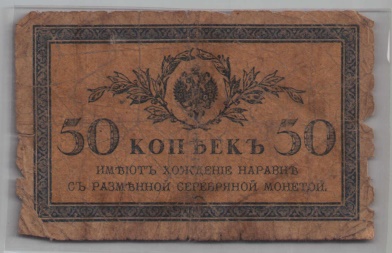 50 КОПѢЕКЪ 50
ИМѢЮТЪ ХОЖДЕНІЕ НАРАВНѢ
СЪ РАЗМѢННОЙ СЕРЕБРЯНОЙ МОНЕТОЙ.